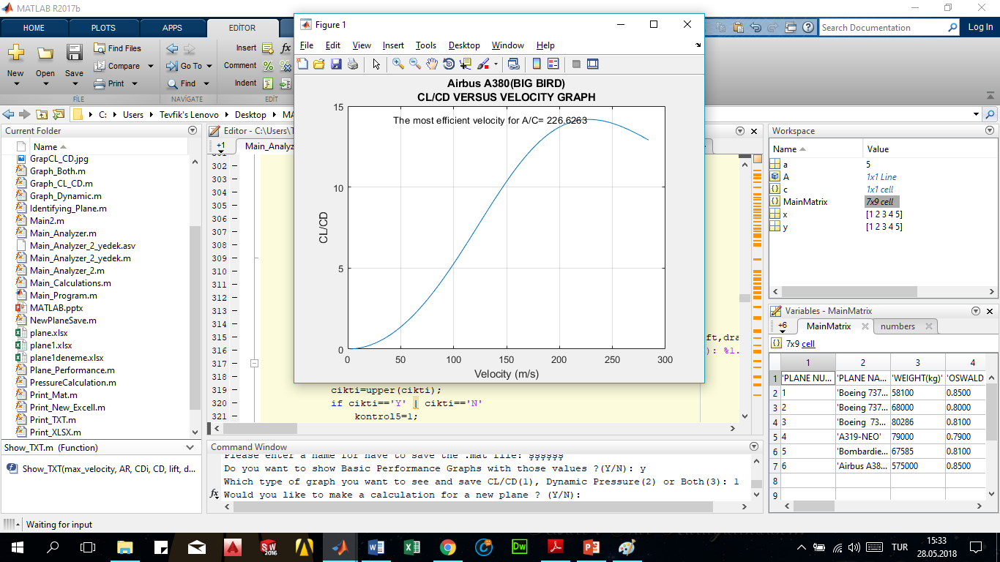 MATLAB R2017b
HOME PLOTS APPS EDİTOR
Search Documentation Log In
New Open Save
Find Files
Compare
Print
Go To
Find
Insert
Comment
Indent
FİLE NAVİGATE EDİT
C: Users Tevfik's Lenovo Desktop
Current Folder
Name
GrapCL_CD.jpg
Graph_Both.m
Graph_CL_CD.m
Graph_Dynamic.m
Identifying_Plane.m
Main2.m
Main_Analyzer.m
Main_Analyzer_2_yedek.asv
Main_Analyzer_2_yedek.m
Main_Analyzer_2.m
Main_Calculations.m
Main_Program.m
MATLAB.pptx
NewPlaneSave.m
plane.xlsx
plane1.xlsx
plane1deneme.xlsx
Plane_Performance.m
PressureCalculation.m
Print_Mat.m
Print_New_Excell.m
Print_TXT.m
Print_XLSX.m
Show_TXT.m (Function)
Show_TXT(max_velocity, AR, CDi, CD, lift, d...
Editor - C:\Users\T
+1
Main_Analyz
301
302
303
304
305
306
307
308
309
310
311
312
313
314
315 ft,dra
316 ): %1.
317
318
319 cikti=upper(cikti);
320 if cikti=='Y' | cikti=='N'
321 kontrol5=1;
Figure 1
File Edit View Insert Tools Desktop Window Help
Airbus A380(BIG BIRD)
CL/CD VERSUS VELOCITY GRAPH
The most efficient velocity for A/C= 226.6263
15
10
5
0
CL/CD
0 50 100 150 200 250 300
Velocity (m/s)
Command Window
Please enter a name for have to save the .mat file: şşşşşş
Do you want to show Basic Performance Graphs with those values ?(Y/N): y
Which type of graph you want to see and save CL/CD(1), Dynamic Pressure(2) or Both(3): 1
fx Would you like to make a calculation for a new plane ? (Y/N):
Workspace
Name Value
a 5
A 1x1 Line
c 1x1 cell
MainMatrix 7x9 cell
x [1 2 3 4 5]
y [1 2 3 4 5]
Variables - MainMatrix
+6 MainMatrix numbers
7x9 cell
1 2 3 4
1 'PLANE NU... 'PLANE NA... 'WEIGHT(kg)' 'OSWALD
2 1 'Boeing 737... 58100 0.8500
3 2 'Boeing 737... 68000 0.8000
4 3 'Boeing 73... 80286 0.8100
5 4 'A319-NEO' 79000 0.7900
6 5 'Bombardie... 67585 0.8100
7 6 'Airbus A38... 575000 0.8500
8
9
Waiting for input
SW 2016
Dw
TUR
15:33
28.05.2018